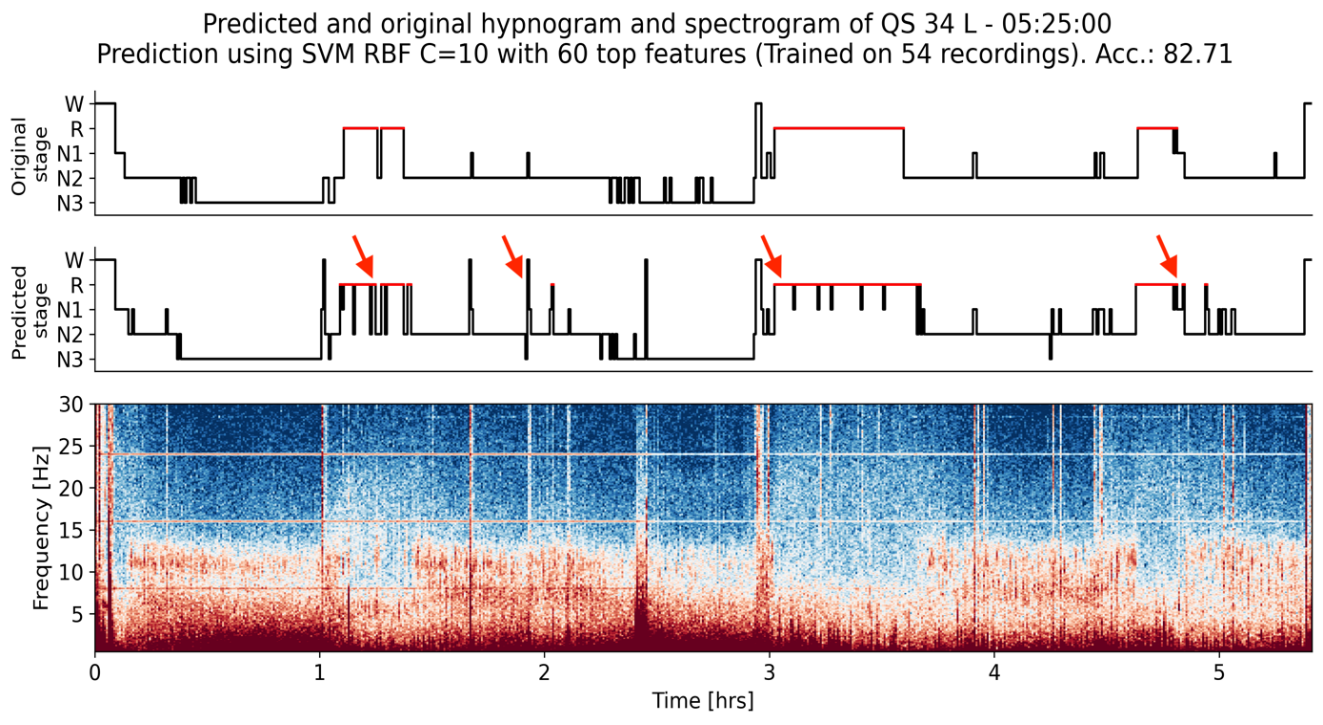 Predicted and original hypnogram and spectrogram of QS 34 L - 05:25:00
Prediction using SVM RBF C=10 with 60 top features (Trained on 54 recordings). Acc.: 82.71
Original
stage
W
R
N1
N2
N3
Predicted
stage
W
R
N1
N2
N3
Frequency [Hz]
30
25
20
15
10
5
0 1 2 3 4 5
Time [hrs]